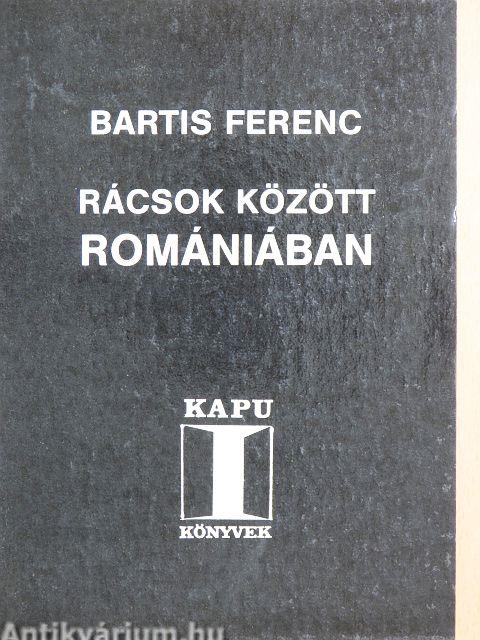 BARTIS FERENC
RÁCSOK KÖZÖTT
ROMÁNIÁBAN
KAPU
KÖNYVEK
Antikvárium.hu